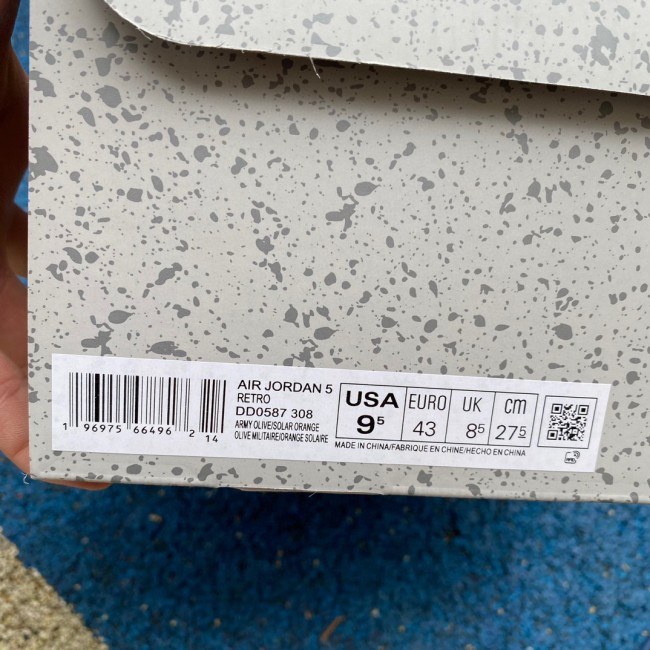 AIR JORDAN 5
RETRO
DD0587 308
ARMY OLIVE/SOLAR ORANGE
OLIVE MILITAIRE/ORANGE SOLAIRE
1 96975 66496 2 14
USA EURO UK cm
9⁵ 43 8⁵ 27⁵
MADE IN CHINA/FABRIQUE EN CHINE/HECHO EN CHINA